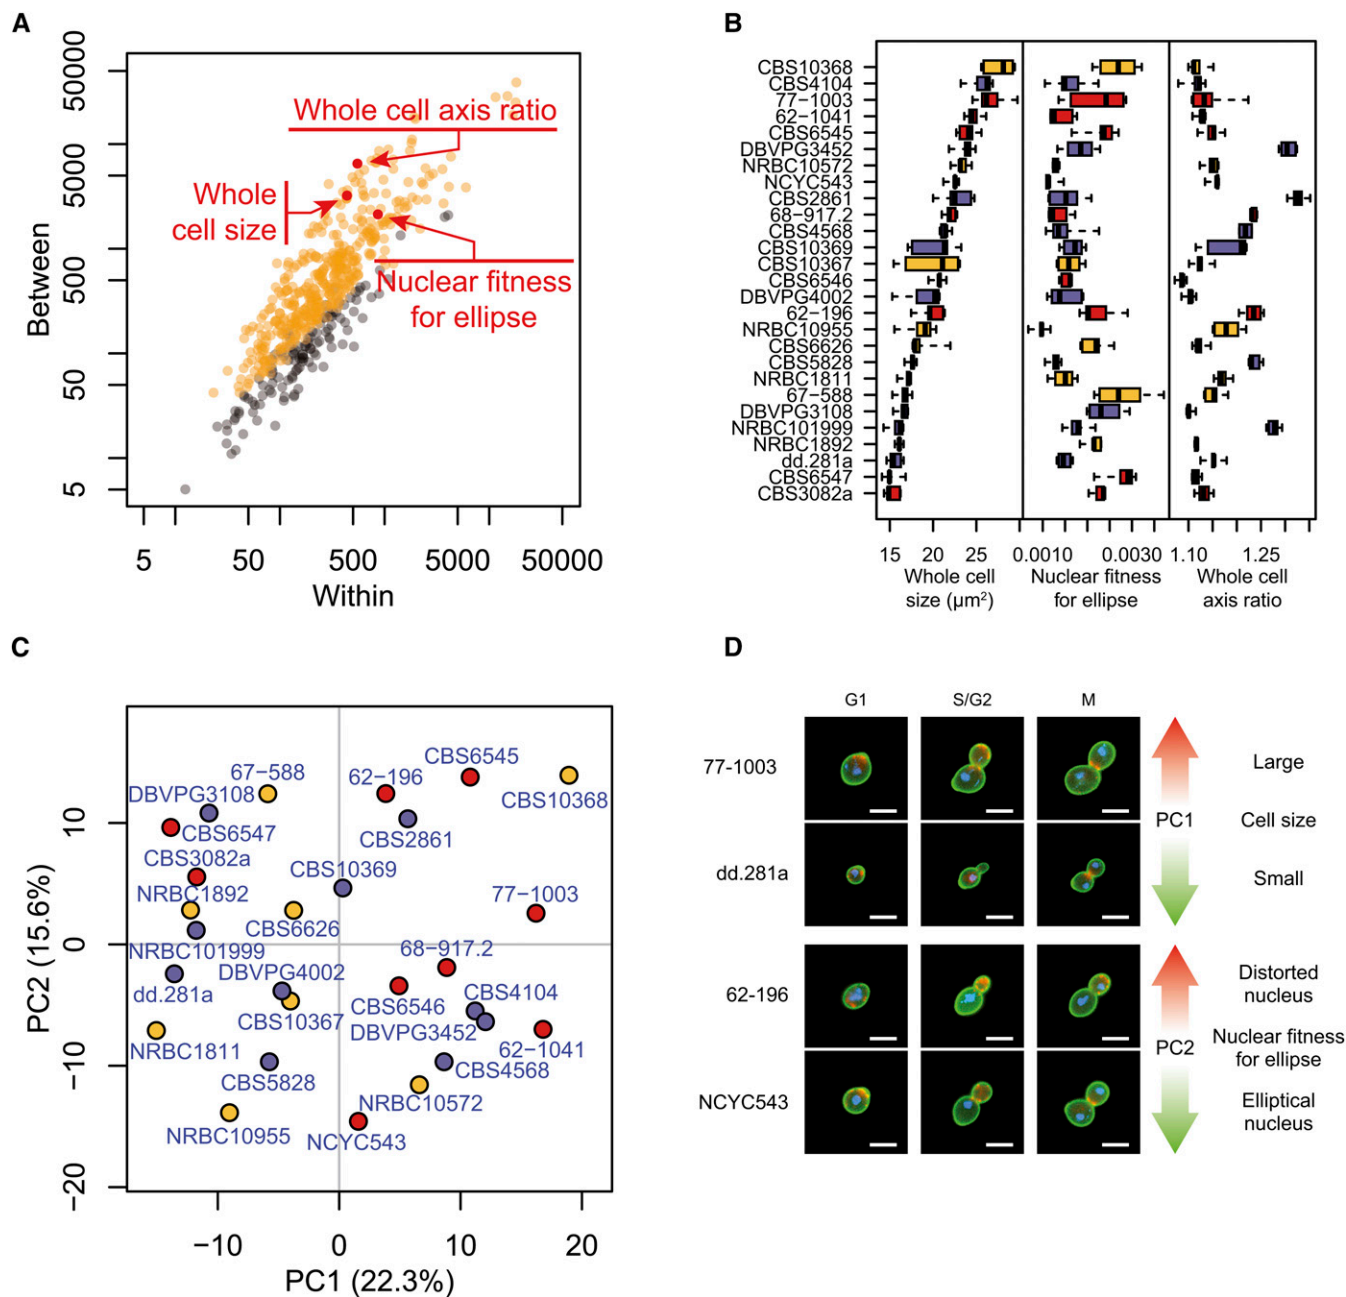 A
Between
50000
5000
500
50
5
Whole cell axis ratio
Whole
cell size
Nuclear fitness
for ellipse
5 50 500 5000 50000
Within
B
CBS10368
CBS4104
77−1003
62−1041
CBS6545
DBVPG3452
NRBC10572
NCYC543
CBS2861
68−917.2
CBS4568
CBS10369
CBS10367
CBS6546
DBVPG4002
62−196
NRBC10955
CBS6626
CBS5828
NRBC1811
67−588
DBVPG3108
NRBC101999
NRBC1892
dd.281a
CBS6547
CBS3082a
15 20 25 0.0010 0.0030 1.10 1.25
Whole cell
size (µm²)
Nuclear fitness
for ellipse
Whole cell
axis ratio
C
PC2 (15.6%)
10
0
−10
−20
CBS6545
67−588
62−196
DBVPG3108
CBS10368
CBS6547
CBS2861
CBS3082a
CBS10369
NRBC1892
77−1003
CBS6626
NRBC101999
68−917.2
DBVPG4002
dd.281a
CBS4104
CBS6546
CBS10367
DBVPG3452
NRBC1811
62−1041
CBS4568
CBS5828
NRBC10572
NRBC10955
NCYC543
−10 0 10 20
PC1 (22.3%)
D
G1 S/G2 M
77-1003
dd.281a
62-196
NCYC543
PC1
Large
Cell size
Small
PC2
Distorted
nucleus
Nuclear fitness
for ellipse
Elliptical
nucleus